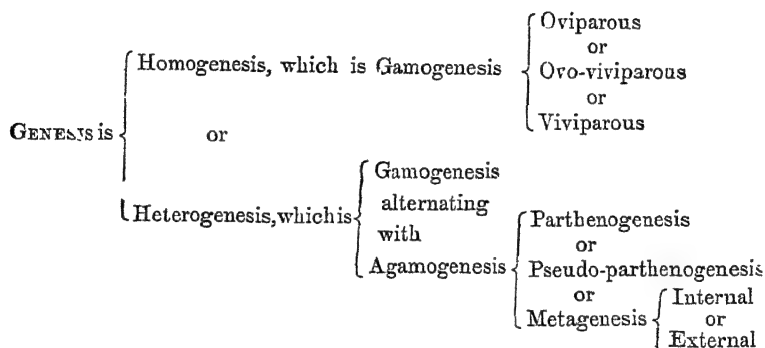 Oviparous
or
Homogenesis, which is Gamogenesis
Ovo-viviparous
or
Viviparous
GENESIS is
or
Gamogenesis
alternating
Heterogenesis, which is
with
Agamogenesis
Parthenogenesis
or
Pseudo-parthenogenesis
or
Metagenesis
Internal
or
External